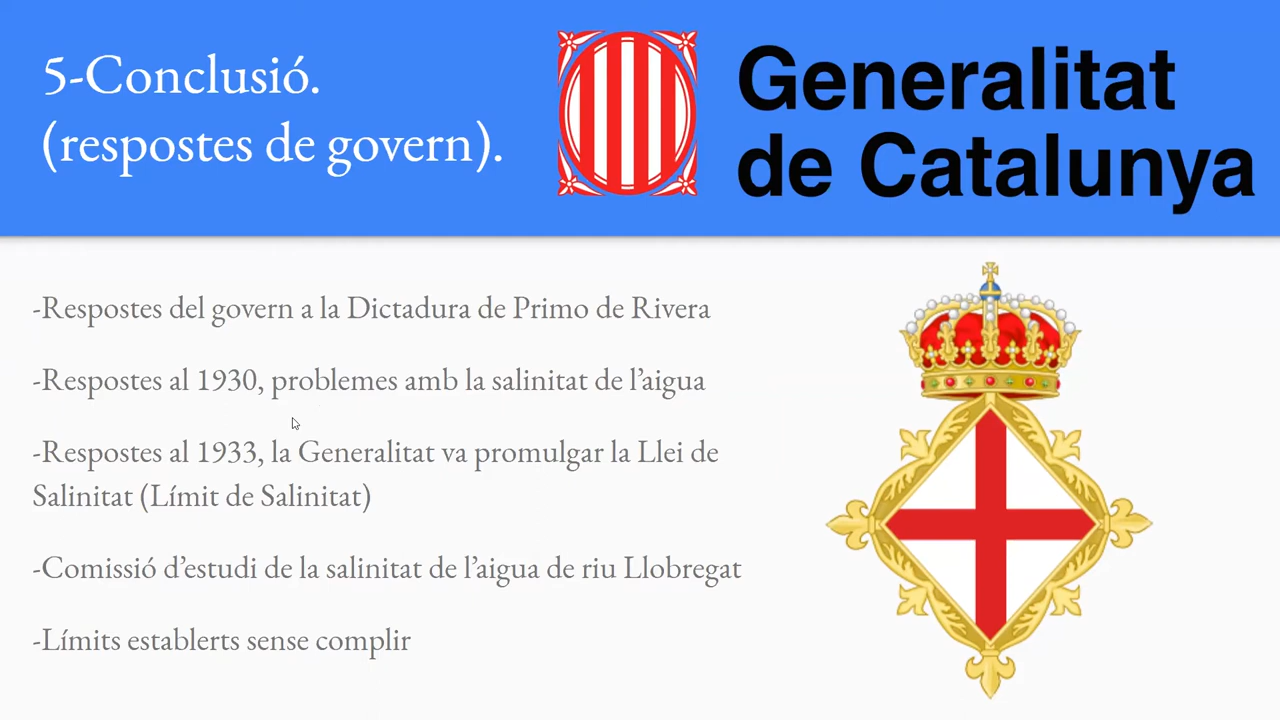 5-Conclusió.
(respostes de govern).
Generalitat
de Catalunya
-Respostes del govern a la Dictadura de Primo de Rivera
-Respostes al 1930, problemes amb la salinitat de l’aigua
-Respostes al 1933, la Generalitat va promulgar la Llei de
Salinitat (Límit de Salinitat)
-Comissió d’estudi de la salinitat de l’aigua de riu Llobregat
-Límits establerts sense complir